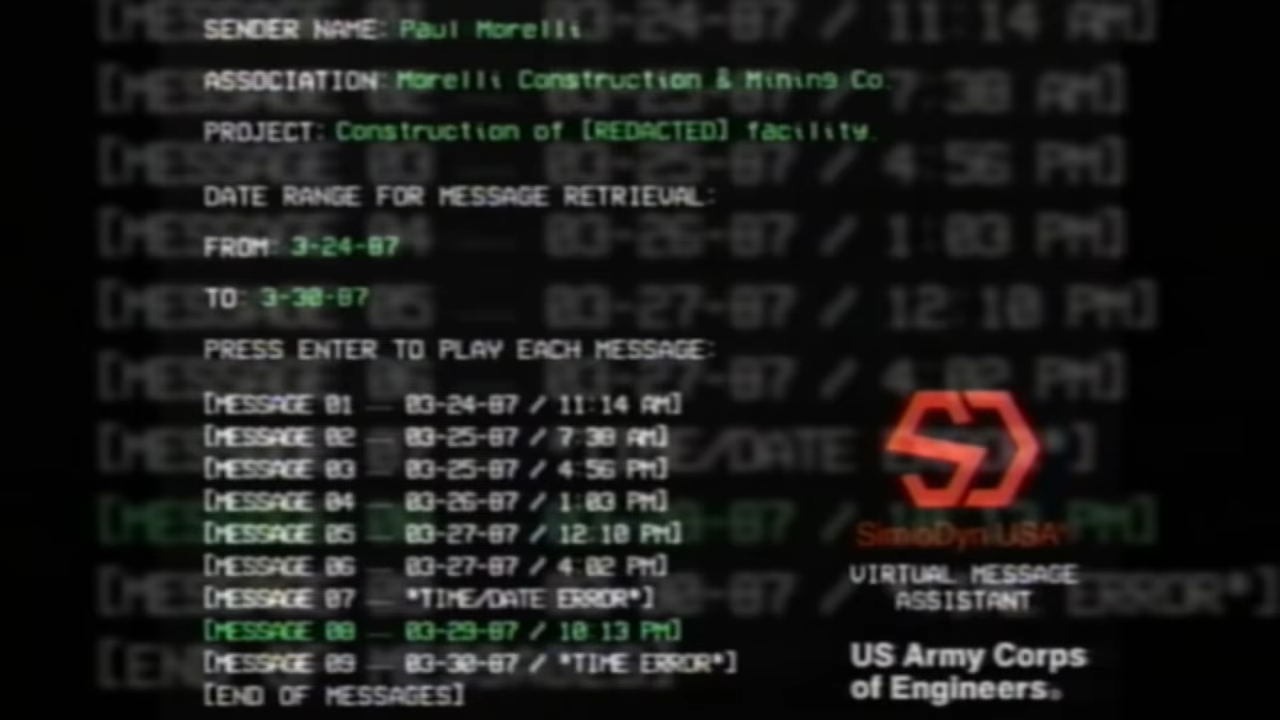 SENDER NAME: Paul Morelli
ASSOCIATION: Morelli Construction & Mining Co.
PROJECT: Construction of [REDACTED] facility.
DATE RANGE FOR MESSAGE RETRIEVAL:
FROM: 3-24-87
TO: 3-30-87
PRESS ENTER TO PLAY EACH MESSAGE:
[MESSAGE 01 — 03-24-87 / 11:14 AM]
[MESSAGE 02 — 03-25-87 / 7:38 AM]
[MESSAGE 03 — 03-25-87 / 4:56 PM]
[MESSAGE 04 — 03-26-87 / 1:03 PM]
[MESSAGE 05 — 03-27-87 / 12:10 PM]
[MESSAGE 06 — 03-27-87 / 4:02 PM]
[MESSAGE 07 — *TIME/DATE ERROR*]
[MESSAGE 08 — 03-29-87 / 10:13 PM]
[MESSAGE 09 — 03-30-87 / *TIME ERROR*]
[END OF MESSAGES]
USA
VIRTUAL MESSAGE
ASSISTANT
US Army Corps
of Engineers®